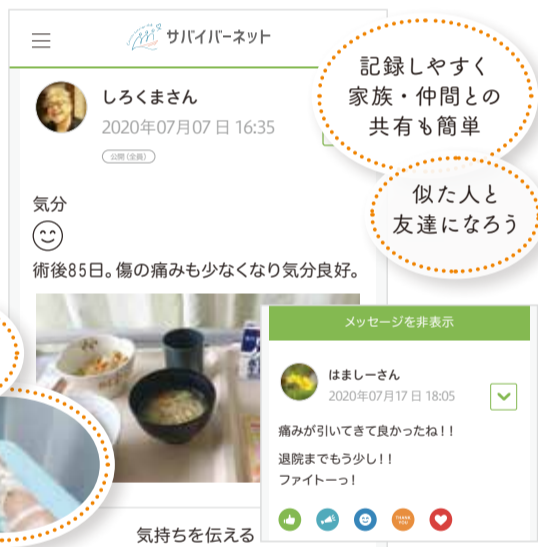 サバイバーネット
しろくまさん
2020年07月07日 16:35
公開(全員)
気分
術後85日。傷の痛みも少なくなり気分良好。
記録しやすく
家族・仲間との
共有も簡単
似た人と
友達になろう
メッセージを非表示
はましーさん
2020年07月17日 18:05
痛みが引いてきて良かったね!!
退院までもう少し!!
ファイトーっ!
THANK
YOU
気持ちを伝える